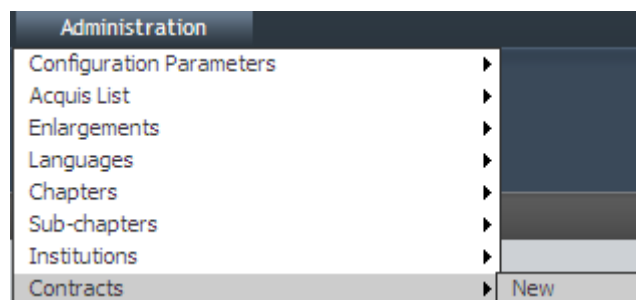 Administration
Configuration Parameters
Acquis List
Enlargements
Languages
Chapters
Sub-chapters
Institutions
Contracts
New